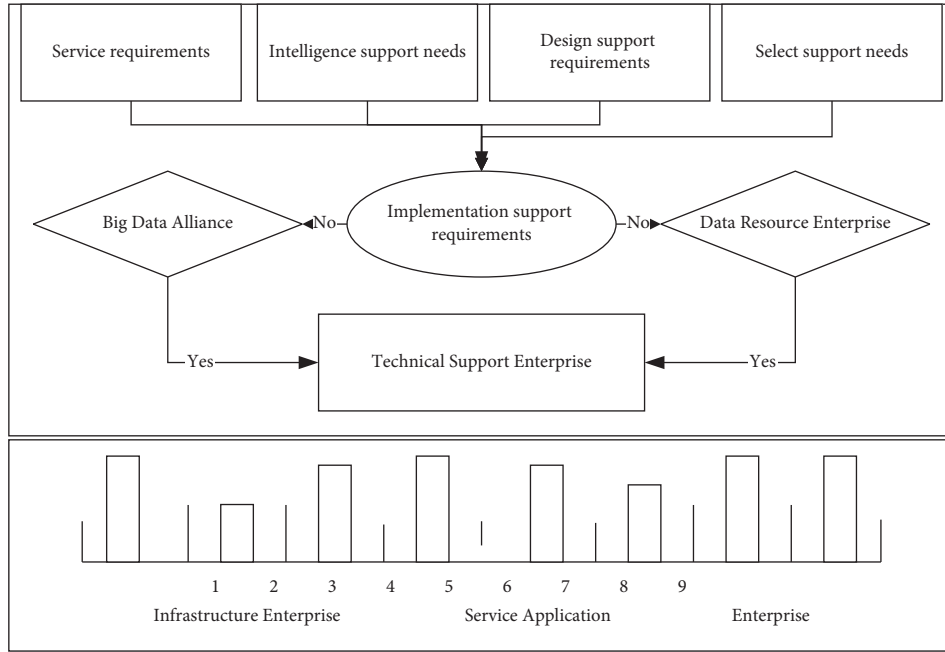 Service requirements
Intelligence support needs
Design support
requirements
Select support needs
Big Data Alliance
No
Implementation support
requirements
No
Data Resource Enterprise
Yes
Technical Support Enterprise
Yes
1 2 3 4 5 6 7 8 9
Infrastructure Enterprise
Service Application
Enterprise